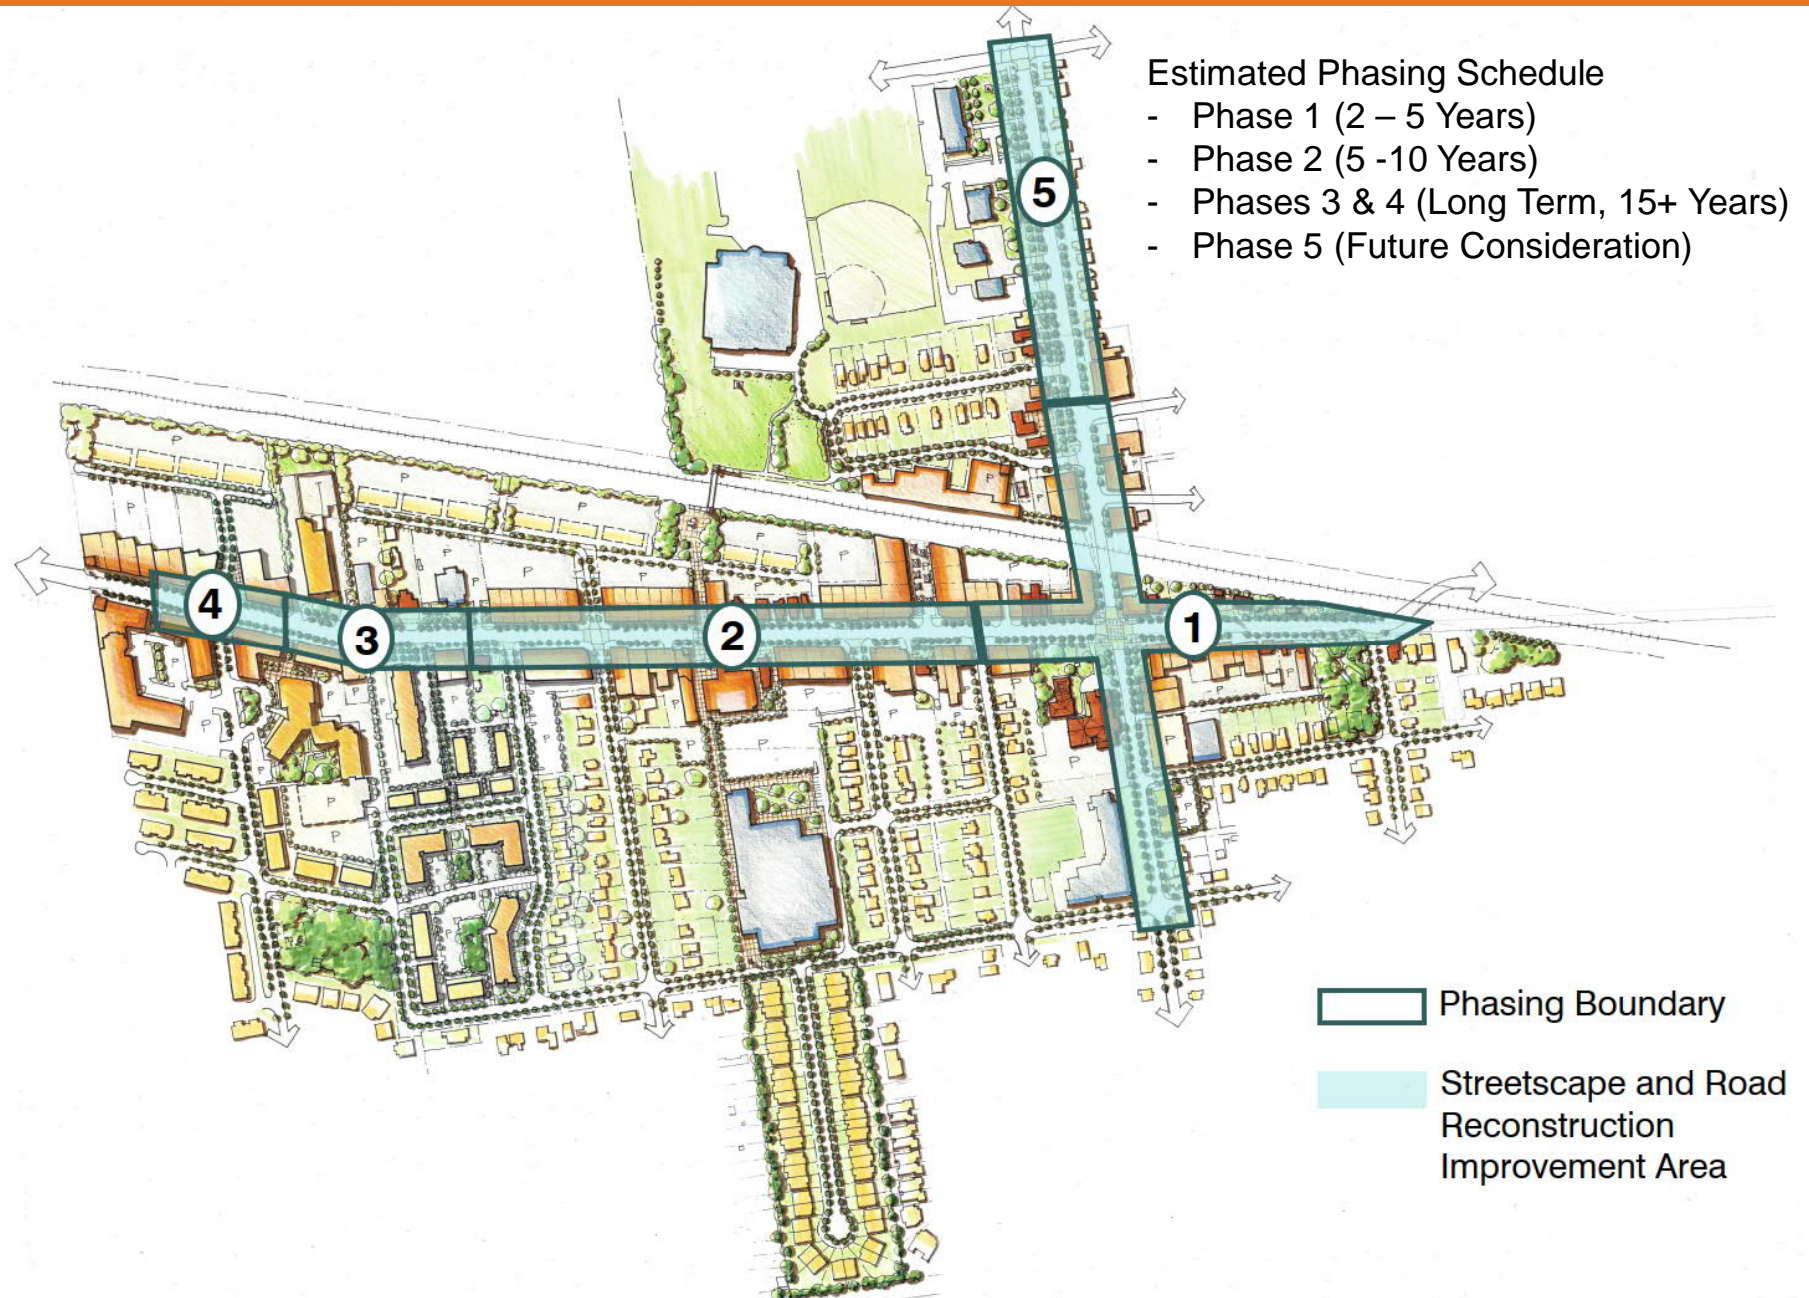 Estimated Phasing Schedule
- Phase 1 (2 – 5 Years)
- Phase 2 (5 -10 Years)
- Phases 3 & 4 (Long Term, 15+ Years)
- Phase 5 (Future Consideration)
5
4
3
2
1
Phasing Boundary
Streetscape and Road
Reconstruction
Improvement Area